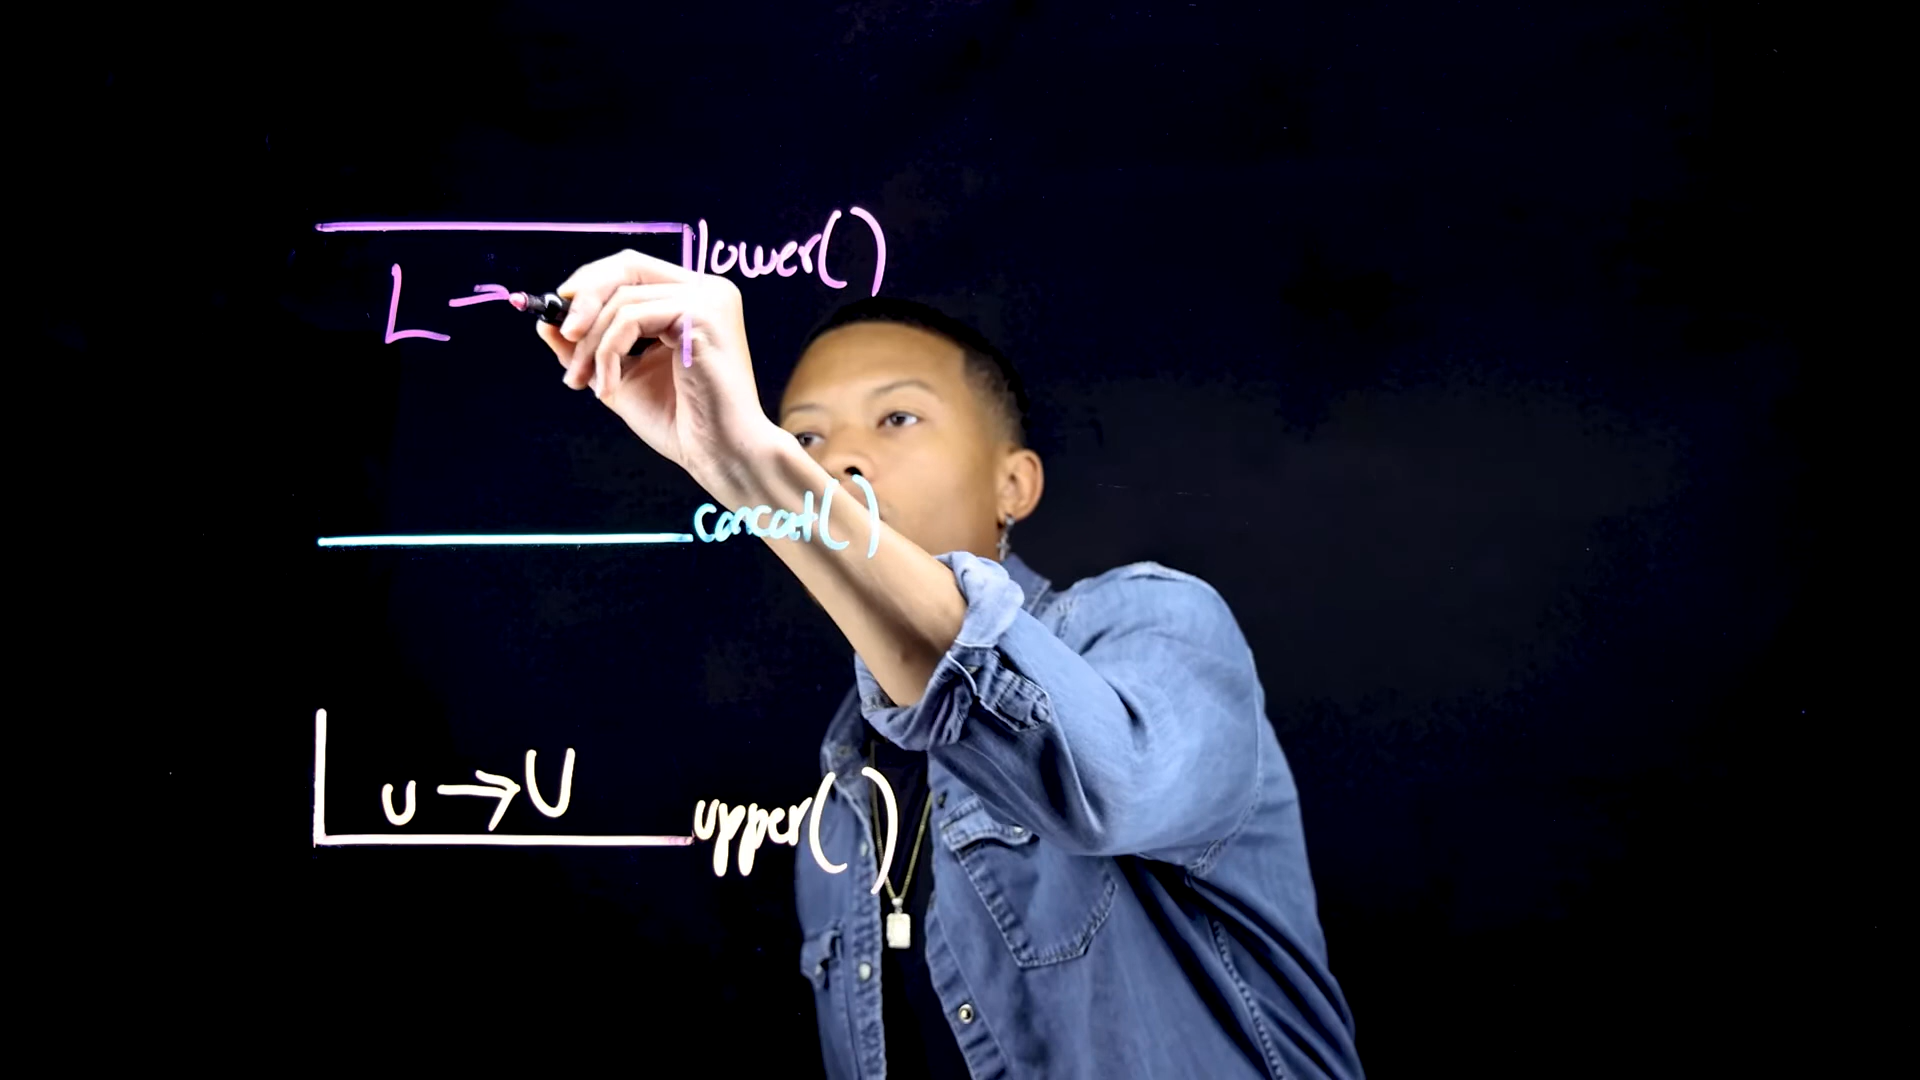 lower()
L →
concat()
u → U
upper()